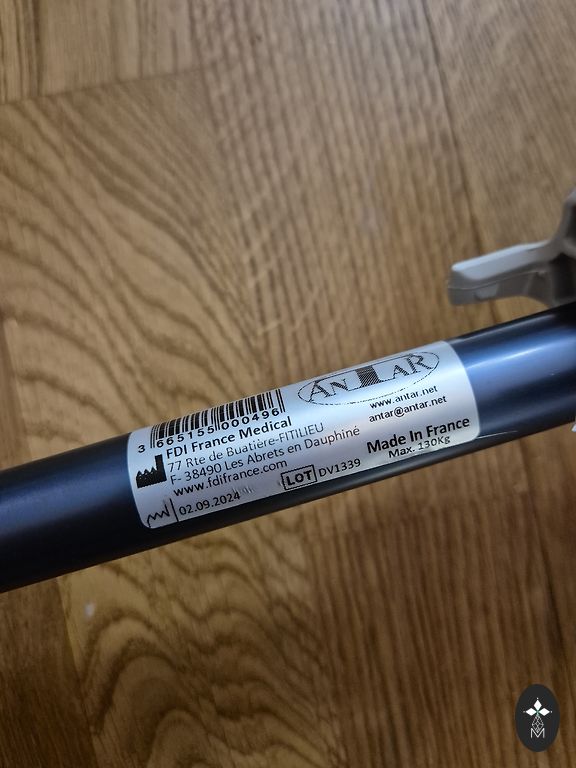 3 665155 000496
FDI France Medical
77 Rte de Buatière-FITILIEU
F- 38490 Les Abrets en Dauphiné
www.fdifrance.com
02.09.2024
LOT DV1339
ANTAR
www.antar.net
antar@antar.net
Made In France
Max. 130Kg
M